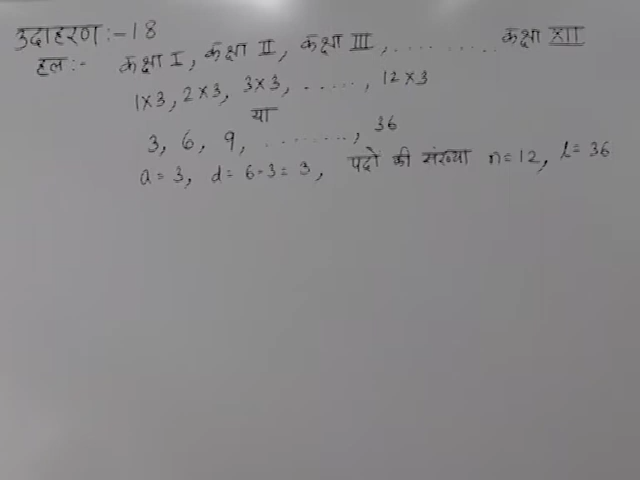 उदाहरण:-18
हल:- कक्षा I, कक्षा II, कक्षा III, .......... कक्षा XII
1×3, 2×3, 3×3, ....., 12×3
या
3, 6, 9, ........, 36
a=3, d=6-3=3, पदों की संख्या n=12, l=36